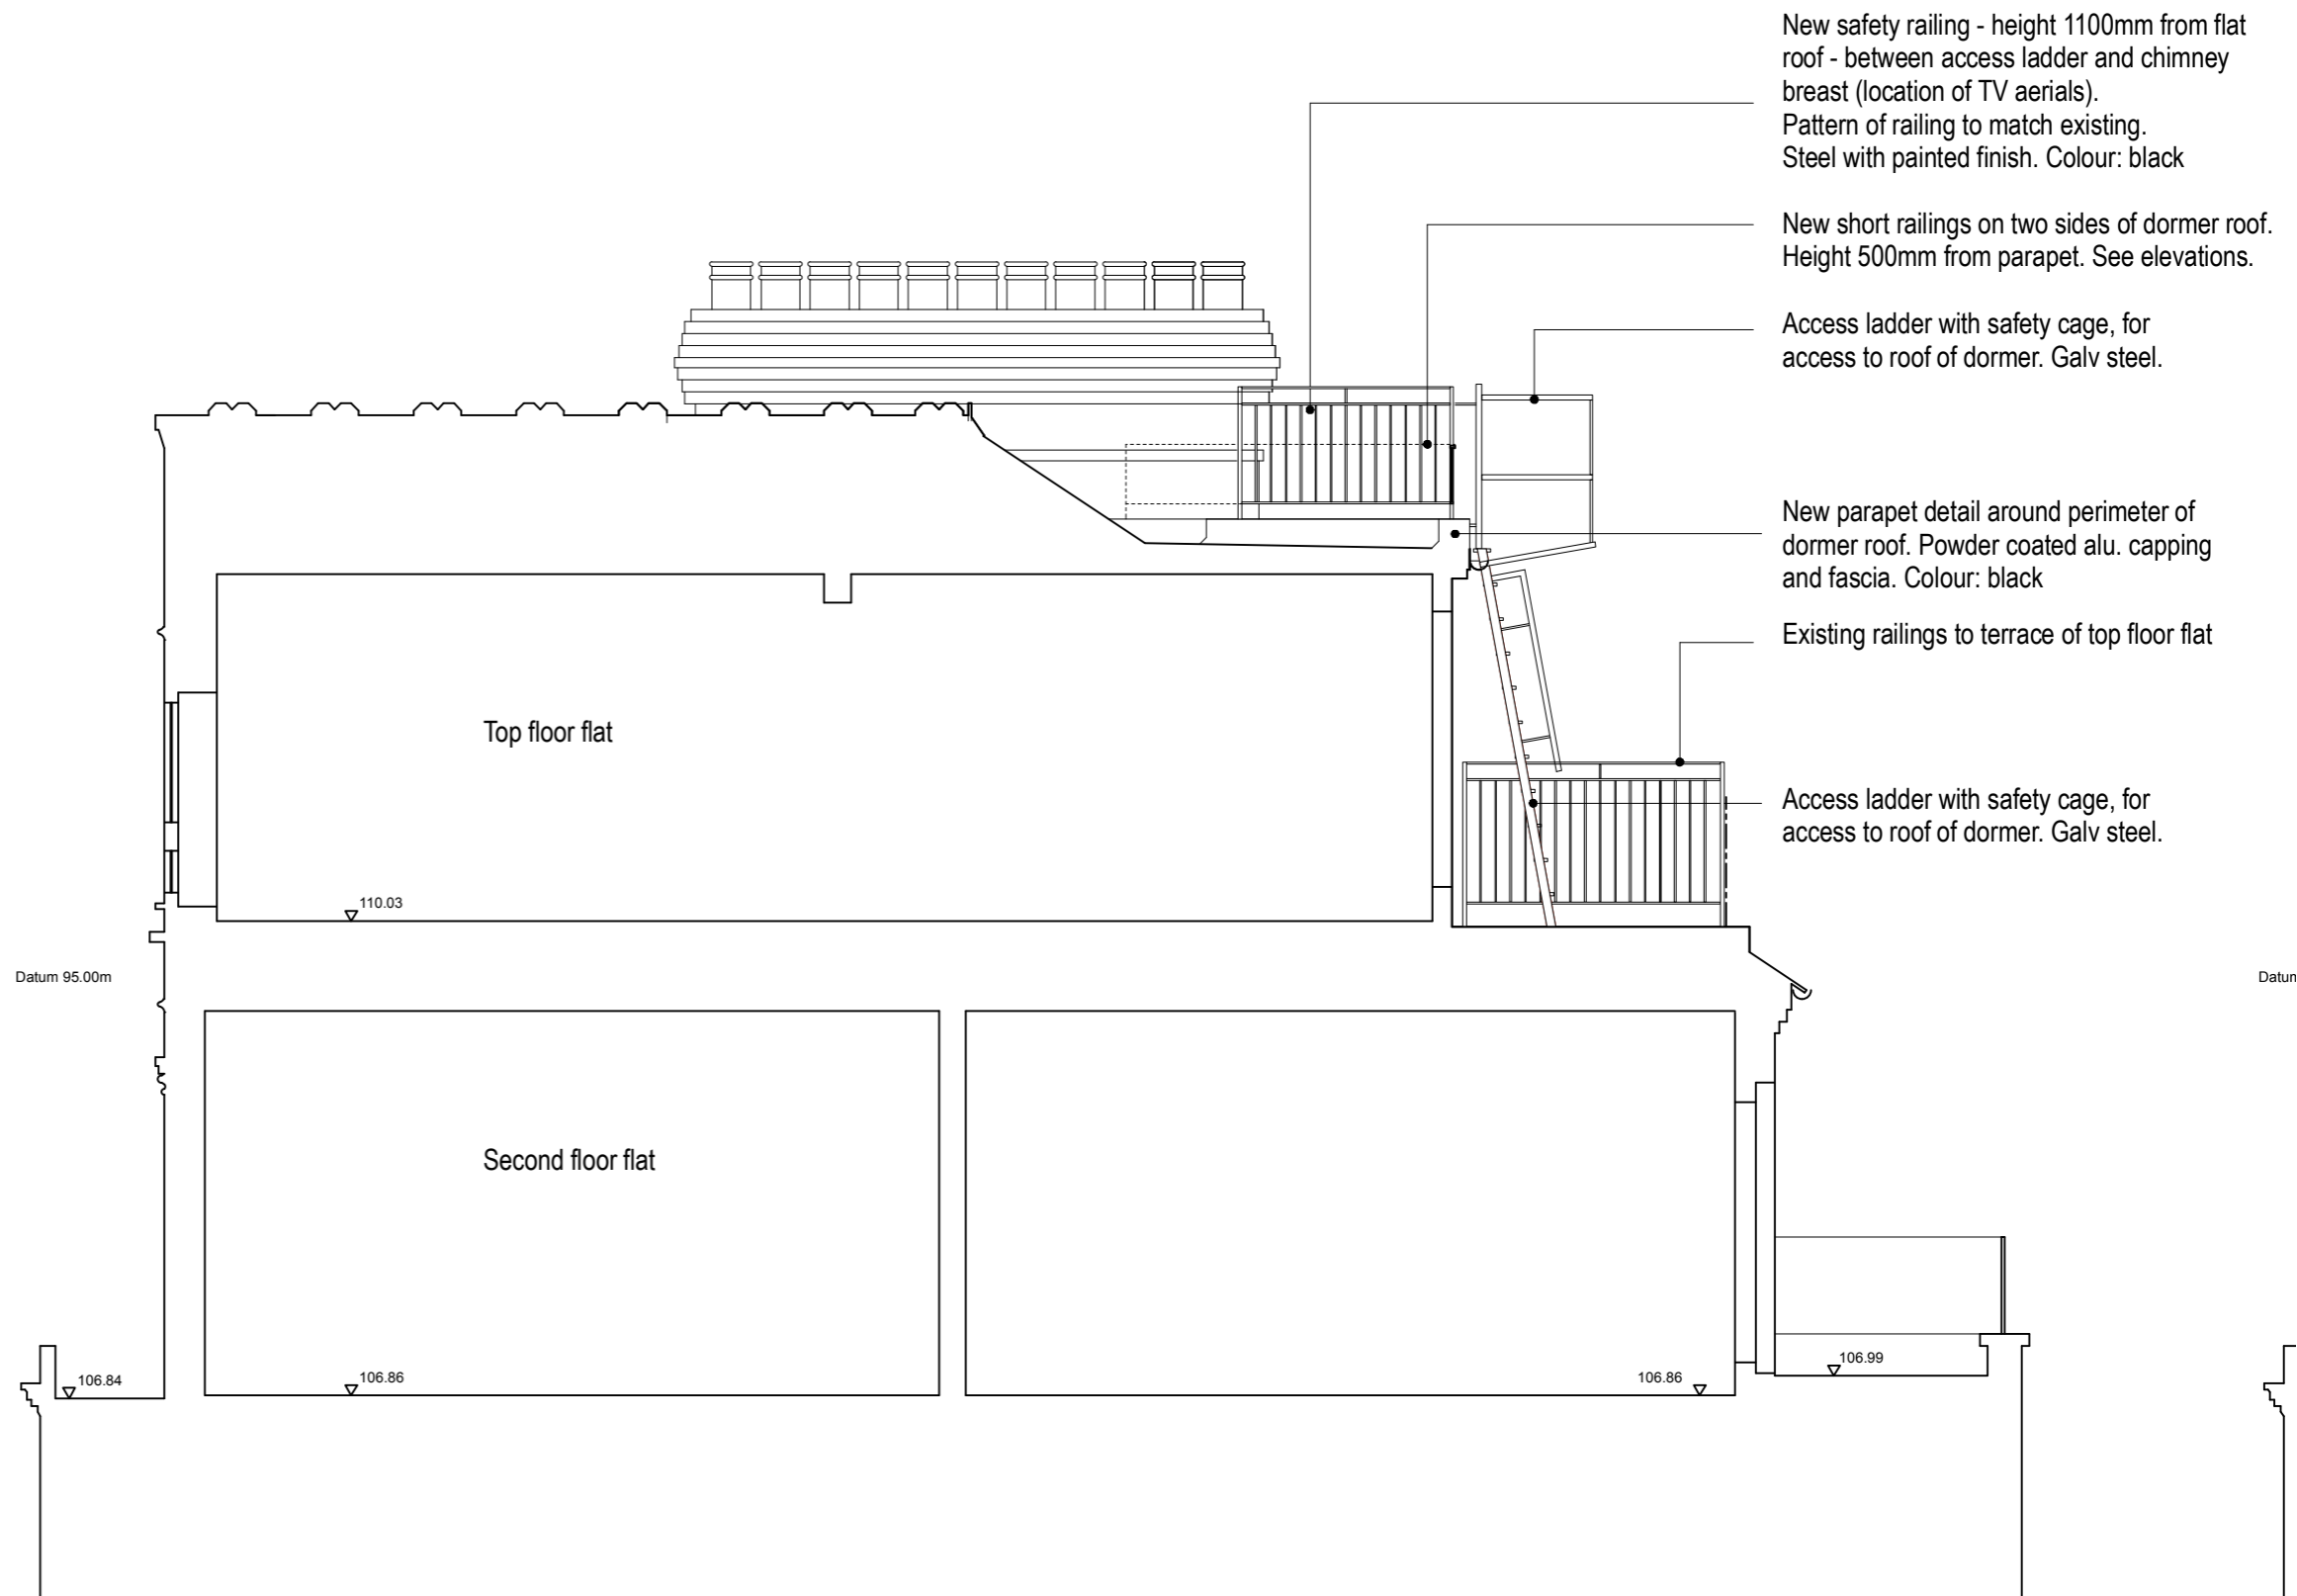 New safety railing - height 1100mm from flat
roof - between access ladder and chimney
breast (location of TV aerials).
Pattern of railing to match existing.
Steel with painted finish. Colour: black
New short railings on two sides of dormer roof.
Height 500mm from parapet. See elevations.
Access ladder with safety cage, for
access to roof of dormer. Galv steel.
New parapet detail around perimeter of
dormer roof. Powder coated alu. capping
and fascia. Colour: black
Existing railings to terrace of top floor flat
Top floor flat
Access ladder with safety cage, for
access to roof of dormer. Galv steel.
110.03
Datum 95.00m
Datum
Second floor flat
106.84
106.86
106.86
106.99